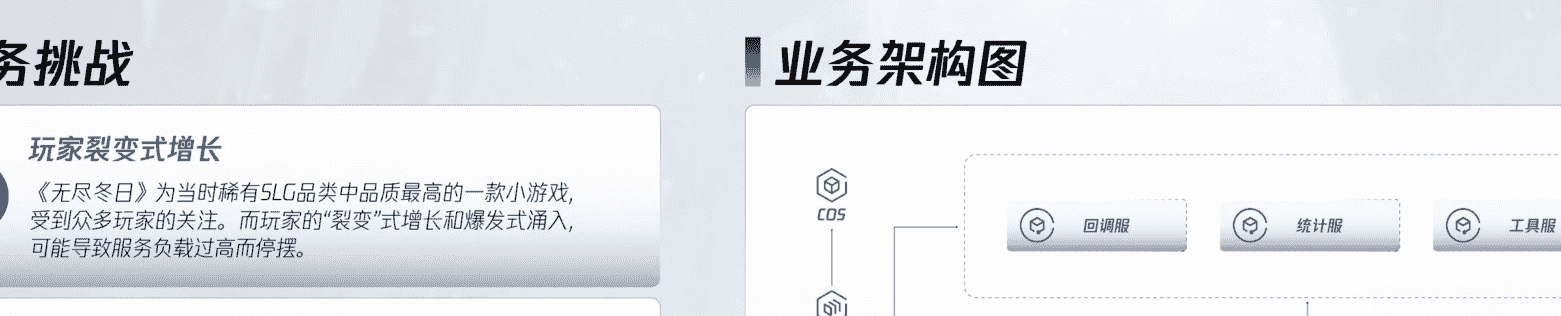 务挑战
玩家裂变式增长
《无尽冬日》为当时稀有SLG品类中品质最高的一款小游戏，
受到众多玩家的关注。而玩家的“裂变”式增长和爆发式涌入，
可能导致服务负载过高而停摆。
业务架构图
COS
回调服
统计服
工具服